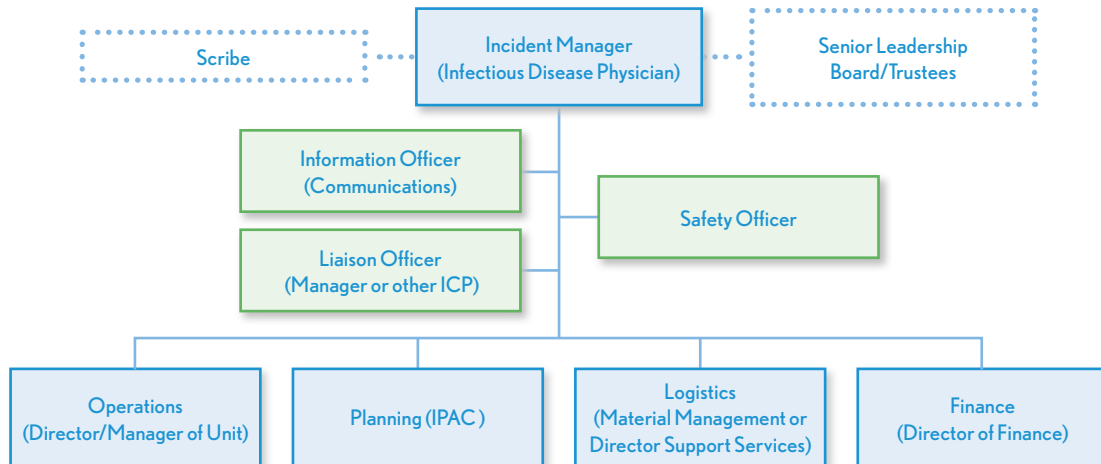 Scribe
Incident Manager
(Infectious Disease Physician)
Senior Leadership
Board/Trustees
Information Officer
(Communications)
Safety Officer
Liaison Officer
(Manager or other ICP)
Operations
(Director/Manager of Unit)
Planning (IPAC )
Logistics
(Material Management or
Director Support Services)
Finance
(Director of Finance)